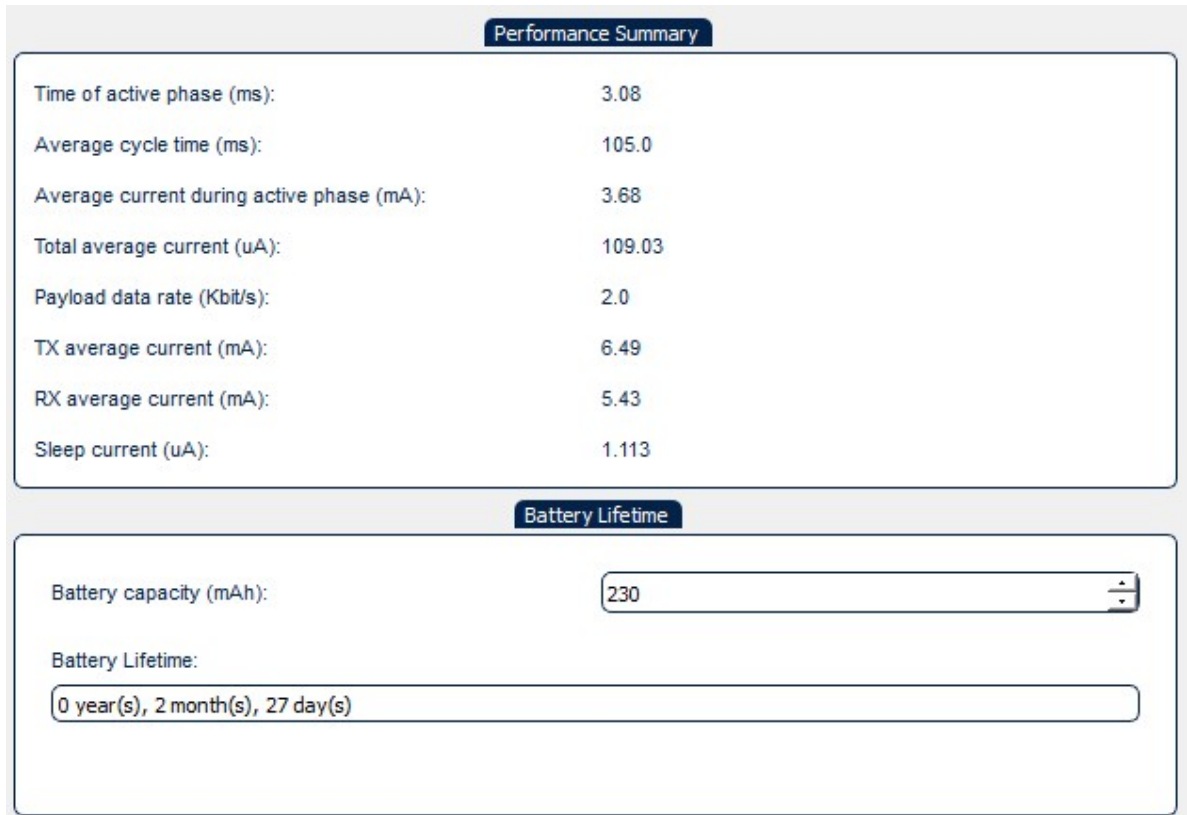 Performance Summary
Time of active phase (ms): 3.08
Average cycle time (ms): 105.0
Average current during active phase (mA): 3.68
Total average current (uA): 109.03
Payload data rate (Kbit/s): 2.0
TX average current (mA): 6.49
RX average current (mA): 5.43
Sleep current (uA): 1.113
Battery Lifetime
Battery capacity (mAh): 230
Battery Lifetime:
0 year(s), 2 month(s), 27 day(s)